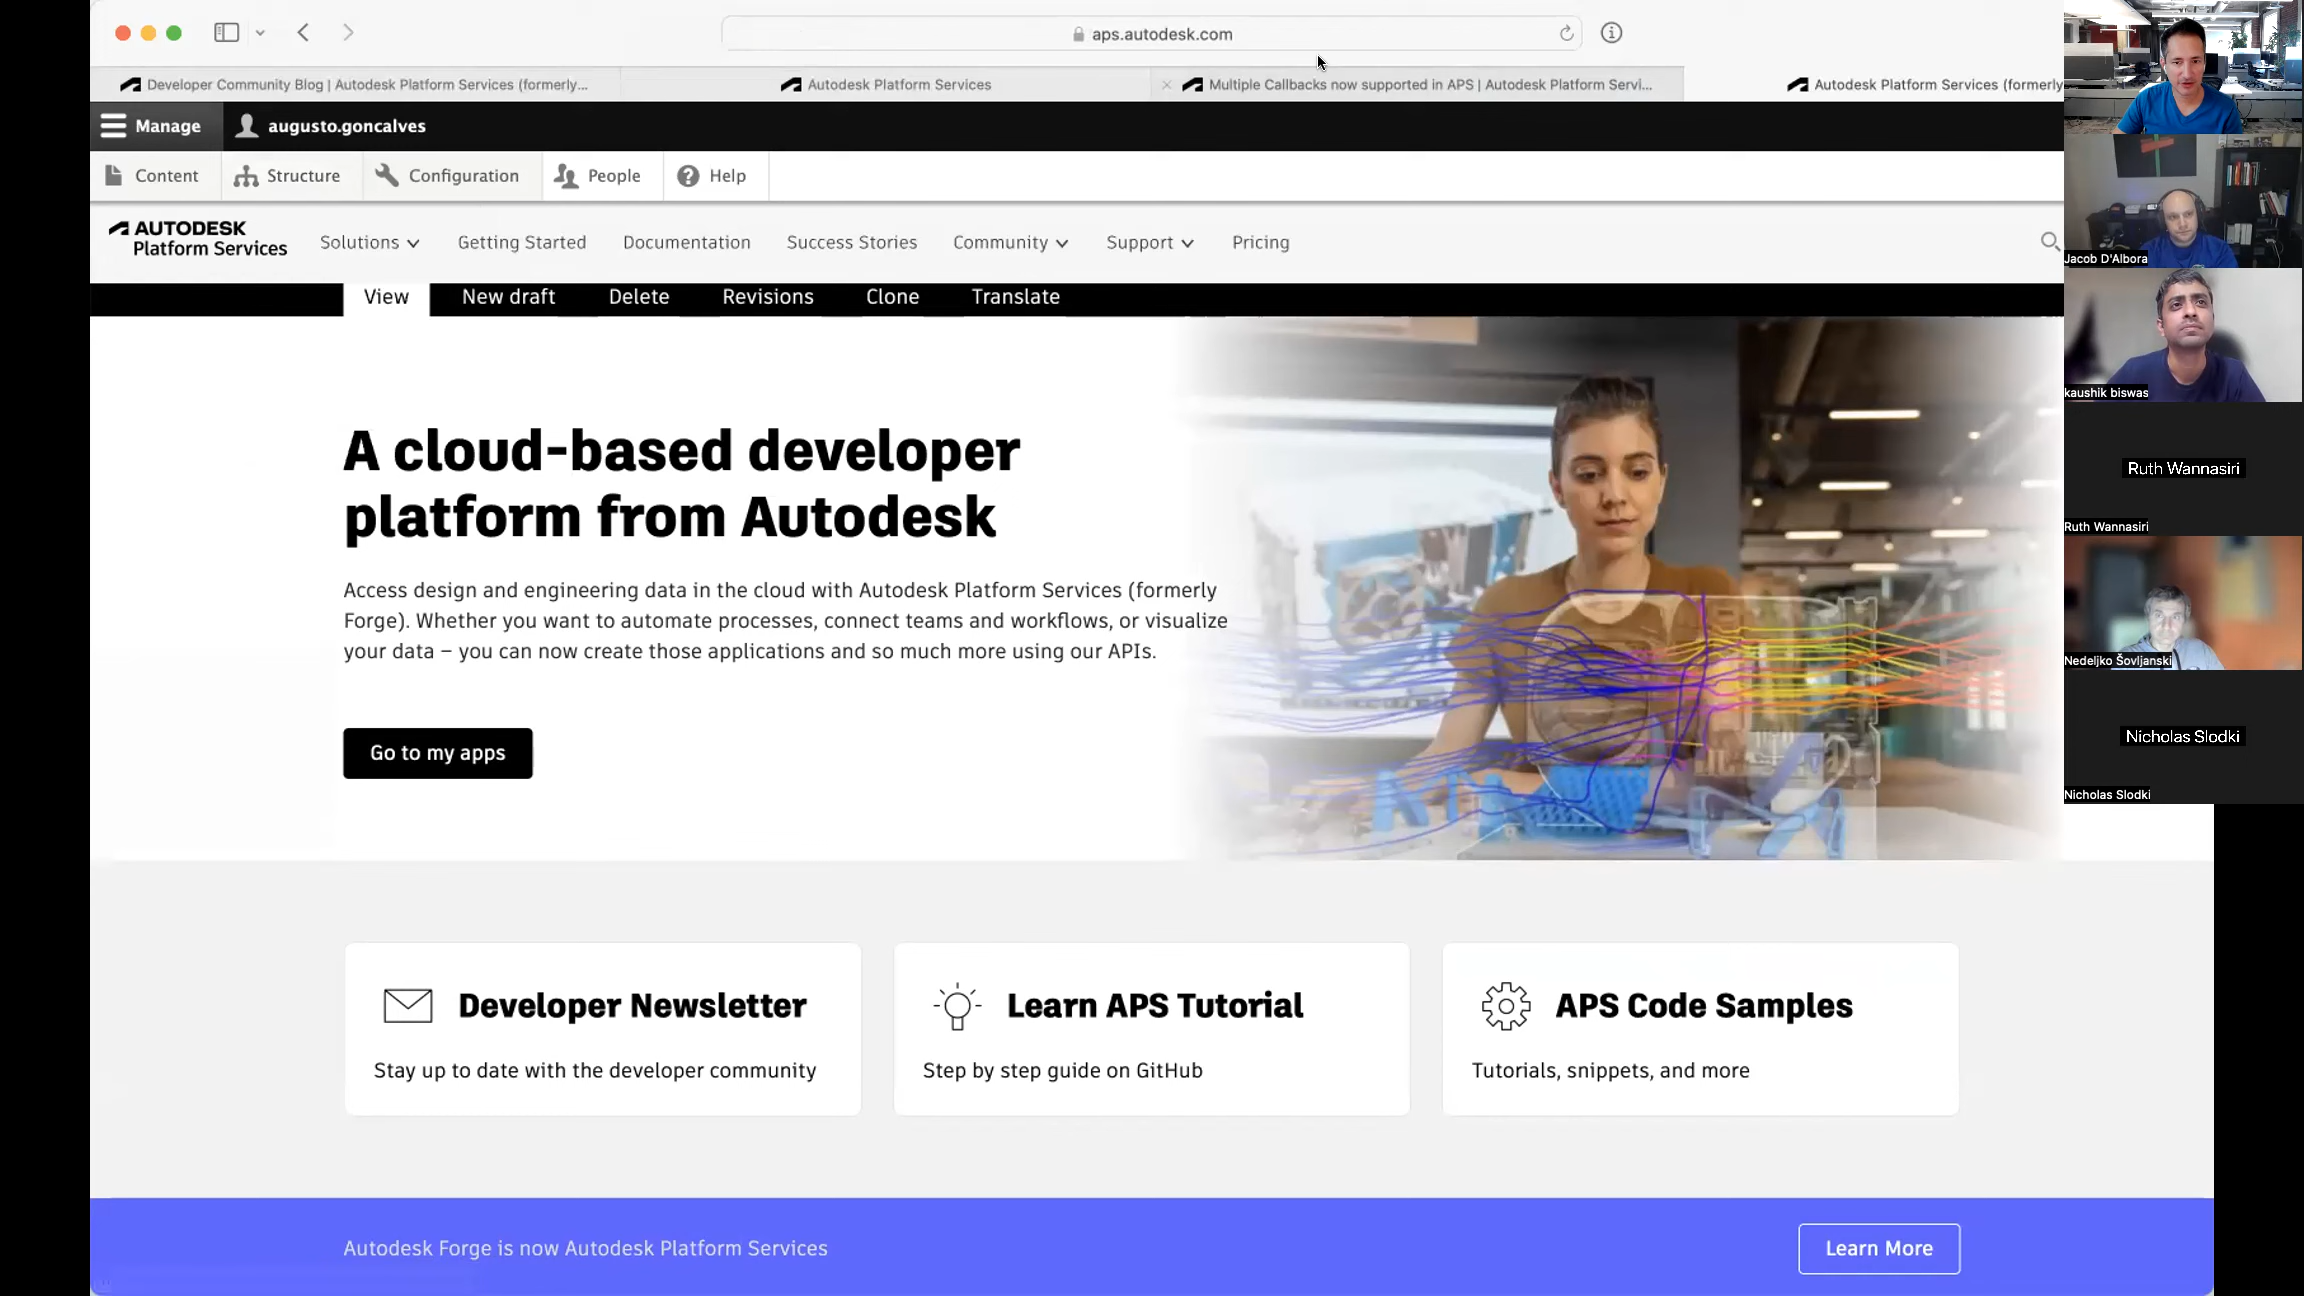 aps.autodesk.com
Developer Community Blog | Autodesk Platform Services (formerly...
Autodesk Platform Services
Multiple Callbacks now supported in APS | Autodesk Platform Servi...
Autodesk Platform Services (formerly
Manage
augusto.goncalves
Content
Structure
Configuration
People
Help
AUTODESK
Platform Services
Solutions
Getting Started
Documentation
Success Stories
Community
Support
Pricing
View
New draft
Delete
Revisions
Clone
Translate
A cloud-based developer
platform from Autodesk
Access design and engineering data in the cloud with Autodesk Platform Services (formerly
Forge). Whether you want to automate processes, connect teams and workflows, or visualize
your data – you can now create those applications and so much more using our APIs.
Go to my apps
Developer Newsletter
Stay up to date with the developer community
Learn APS Tutorial
Step by step guide on GitHub
APS Code Samples
Tutorials, snippets, and more
Autodesk Forge is now Autodesk Platform Services
Learn More
Jacob D'Albora
kaushik biswas
Ruth Wannasiri
Ruth Wannasiri
Nedeljko Šovljanski
Nicholas Slodki
Nicholas Slodki